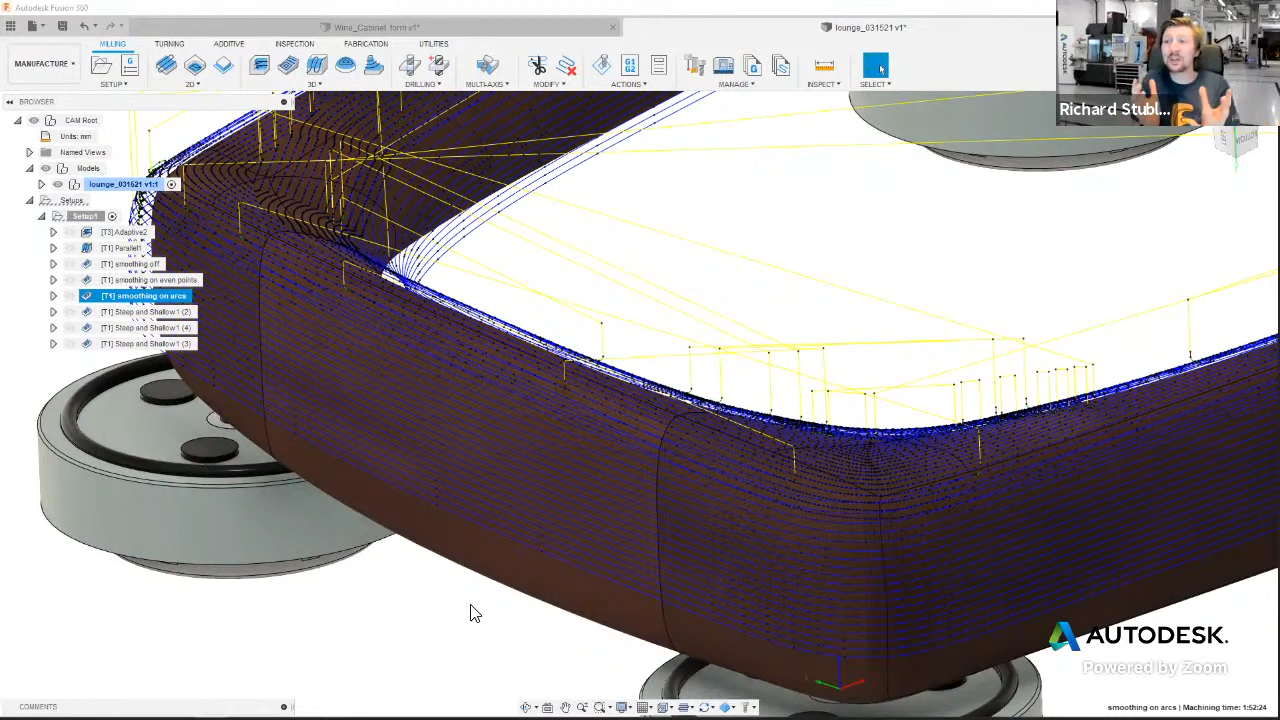 Autodesk Fusion 360
Wine_Cabinet form v1*
lounge_031521 v1*
MILLING TURNING ADDITIVE INSPECTION FABRICATION UTILITIES
MANUFACTURE
SETUP 2D 3D DRILLING MULTI-AXIS MODIFY ACTIONS MANAGE INSPECT SELECT
G1
G2
BROWSER
CAM Root
Units: mm
Named Views
Models
lounge_031521 v1:1
Setups
Setup1
[T3] Adaptive2
[T1] Parallel1
[T1] smoothing off
[T1] smoothing on even points
[T1] smoothing on arcs
[T1] Steep and Shallow1 (2)
[T1] Steep and Shallow1 (4)
[T1] Steep and Shallow1 (3)
Richard Stubl...
AUTODESK.
Powered by Zoom
COMMENTS
smoothing on arcs | Machining time: 1:52:24